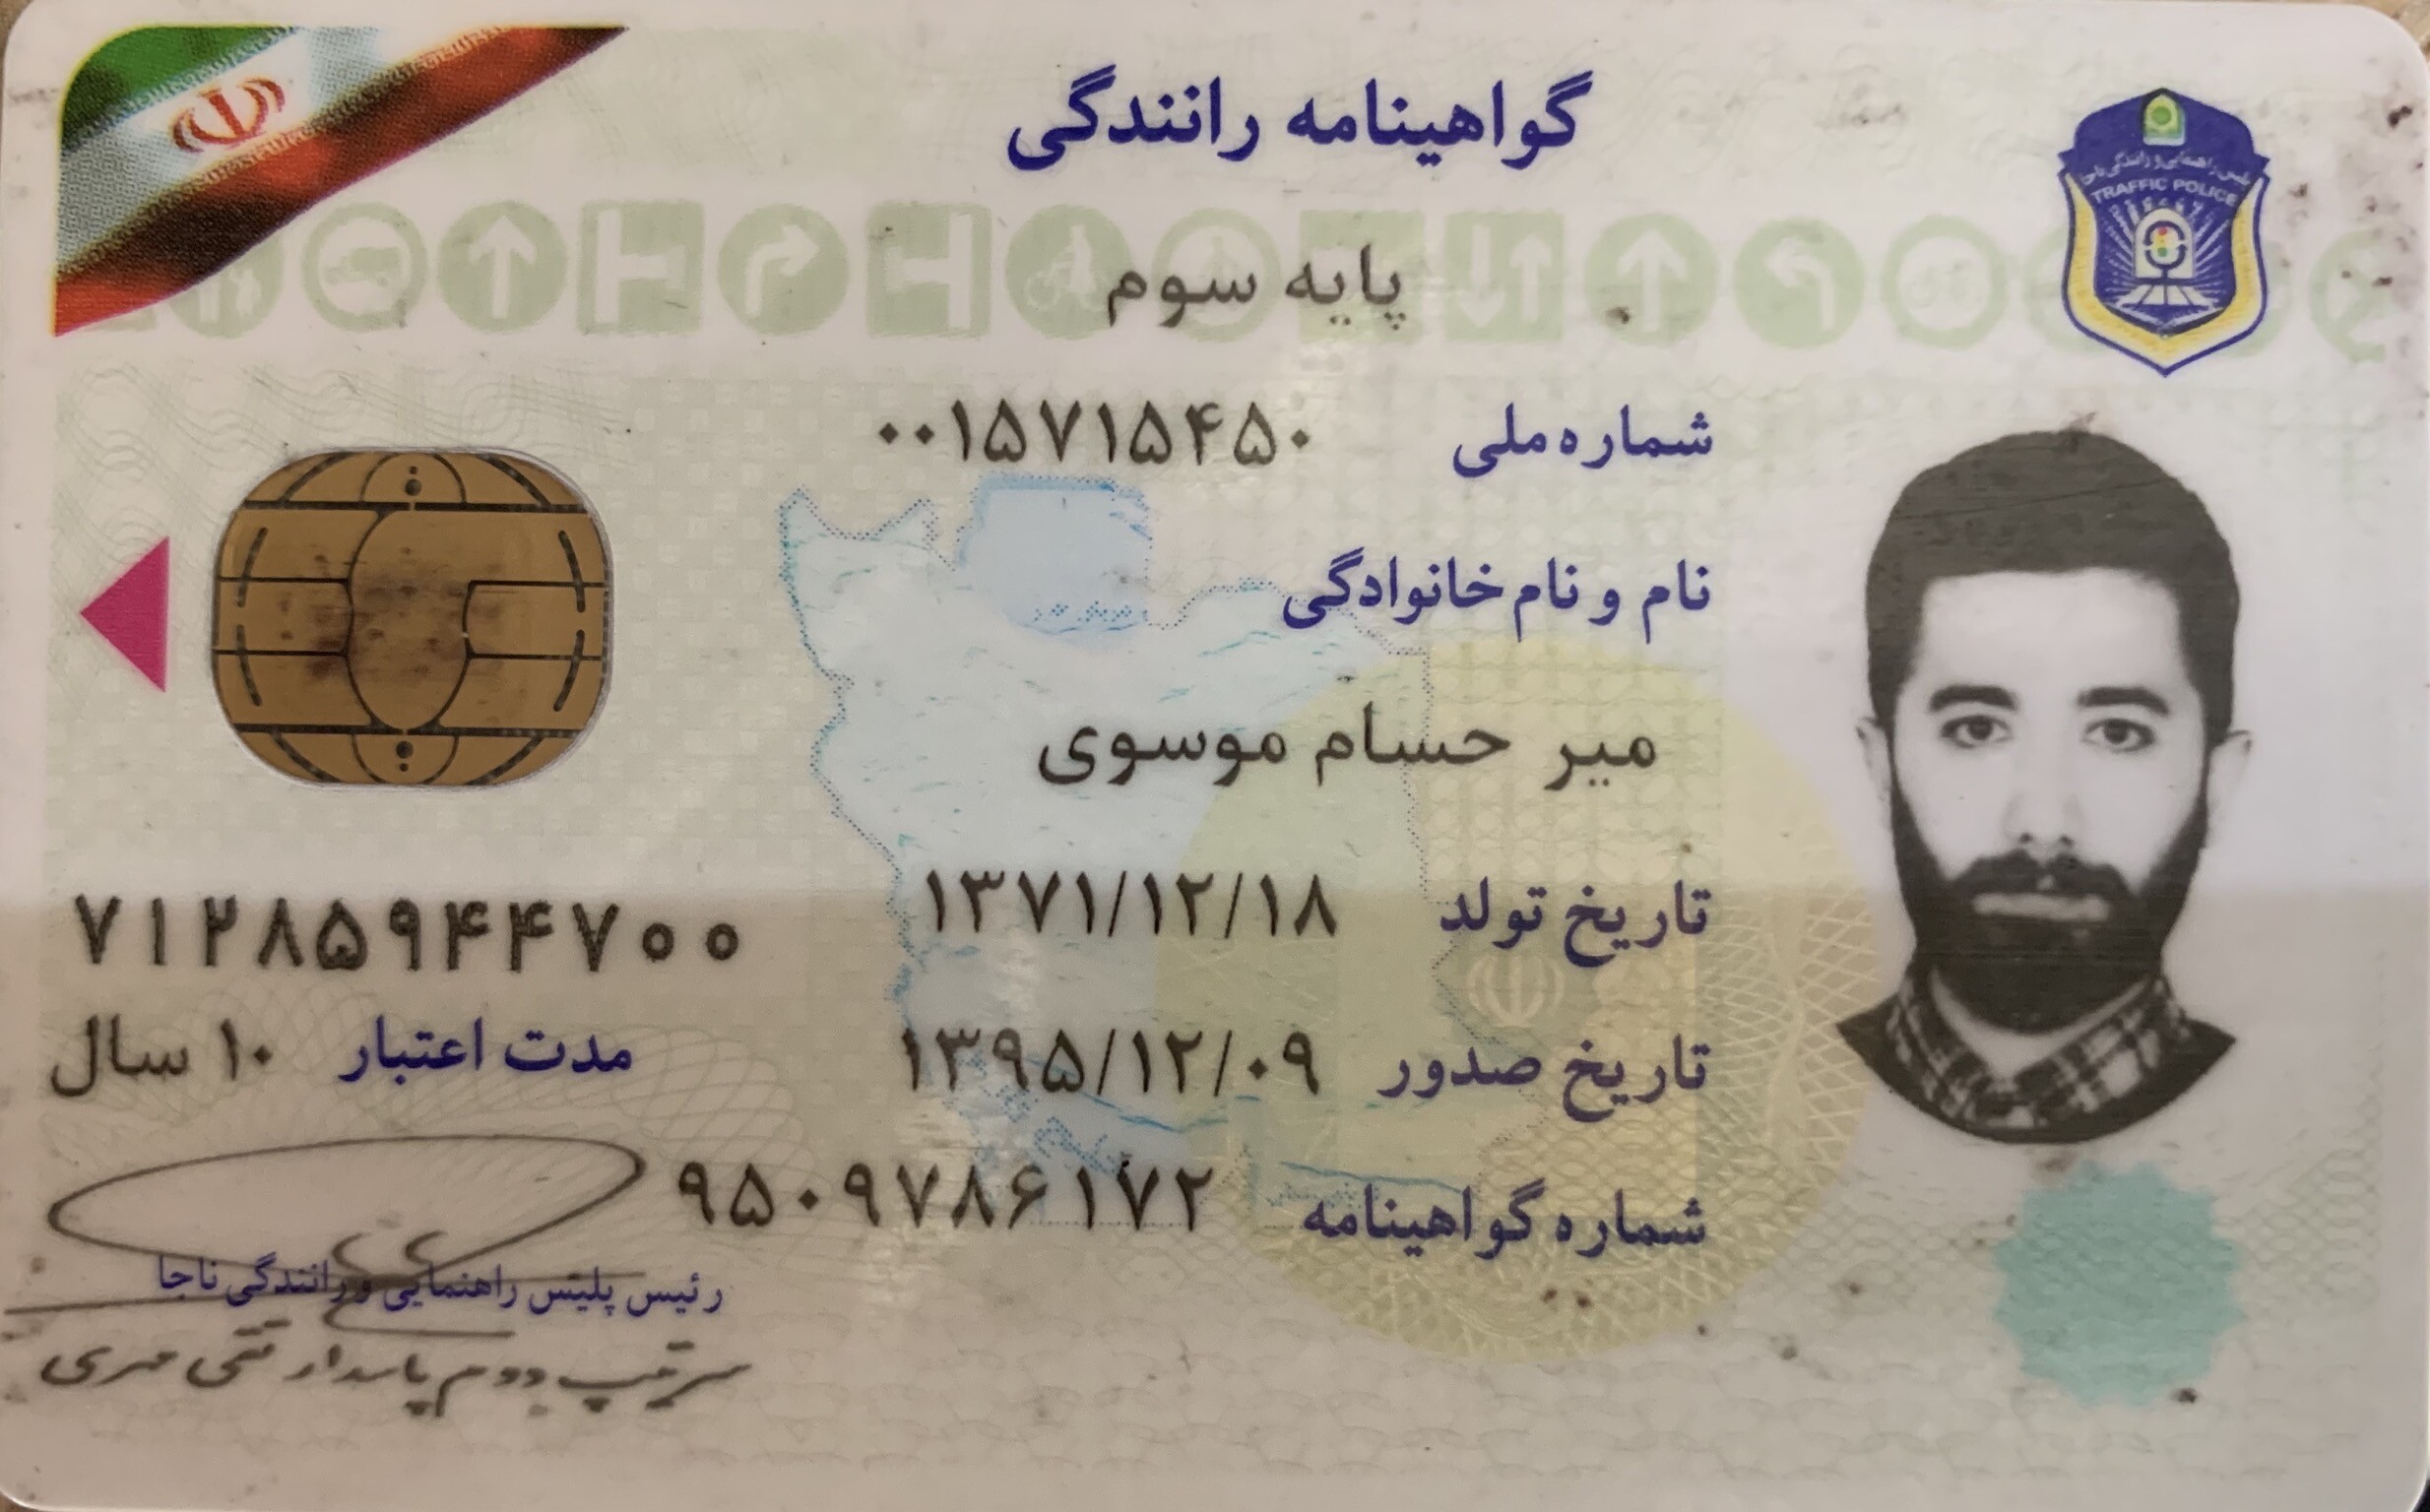 گواهینامه رانندگی
پلیس راهنمایی و رانندگی ناجا
TRAFFIC POLICE
پایه سوم
شماره ملی ۰۰۱۵۷۱۵۴۵۰
نام و نام خانوادگی
میر حسام موسوی
تاریخ تولد ۱۳۷۱/۱۲/۱۸
۷۱۲۸۵۹۴۴۷۰۰
تاریخ صدور ۱۳۹۵/۱۲/۰۹
مدت اعتبار ۱۰ سال
شماره گواهینامه ۹۵۰۹۷۸۶۱۷۲
رئیس پلیس راهنمایی و رانندگی ناجا
سرتیپ دوم پاسدار تقی مهری